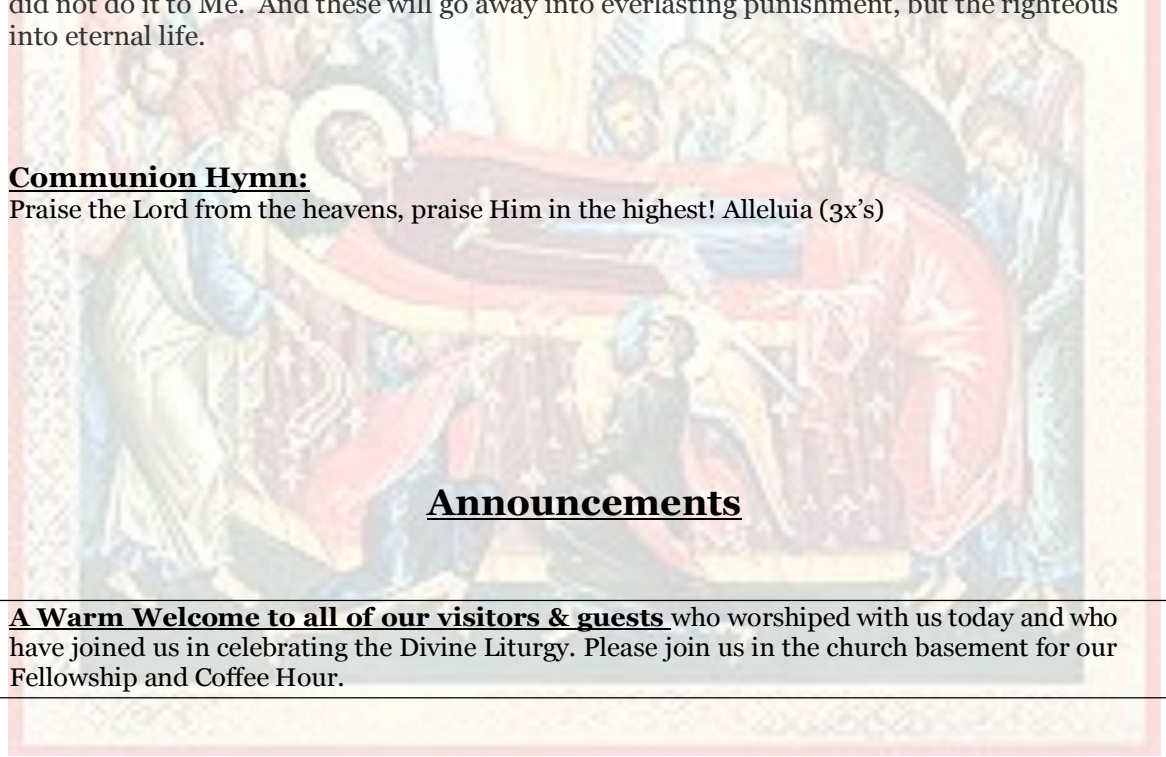 did not do it to Me.  And these will go away into everlasting punishment, but the righteous
into eternal life.
Communion Hymn:
Praise the Lord from the heavens, praise Him in the highest! Alleluia (3x’s)
Announcements
A Warm Welcome to all of our visitors & guests who worshiped with us today and who
have joined us in celebrating the Divine Liturgy. Please join us in the church basement for our
Fellowship and Coffee Hour.